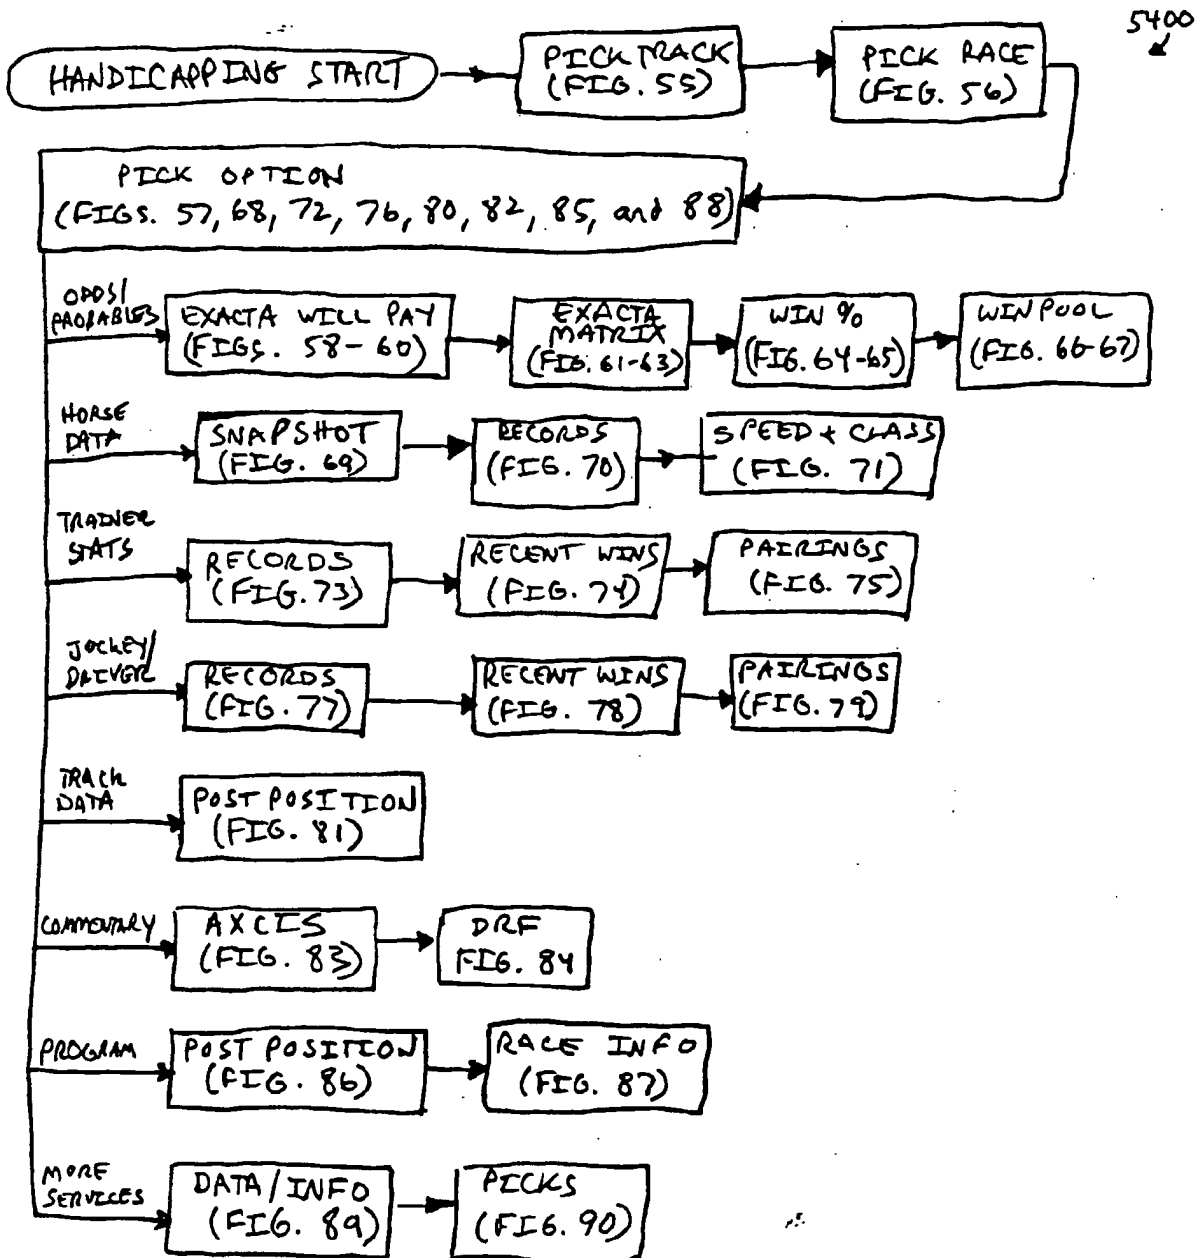 5400
HANDICAPPING START
PICK TRACK
(FIG. 55)
PICK RACE
(FIG. 56)
PICK OPTION
(FIGS. 57, 68, 72, 76, 80, 82, 85, and 88)
ODDS/
PROBABLES
EXACTA WILL PAY
(FIGS. 58-60)
EXACTA
MATRIX
(FIG. 61-63)
WIN %
(FIG. 64-65)
WIN POOL
(FIG. 66-67)
HORSE
DATA
SNAPSHOT
(FIG. 69)
RECORDS
(FIG. 70)
SPEED + CLASS
(FIG. 71)
TRAINER
STATS
RECORDS
(FIG. 73)
RECENT WINS
(FIG. 74)
PAIRINGS
(FIG. 75)
JOCKEY/
DRIVER
RECORDS
(FIG. 77)
RECENT WINS
(FIG. 78)
PAIRINGS
(FIG. 79)
TRACK
DATA
POST POSITION
(FIG. 81)
COMMENTARY
AXCIS
(FIG. 83)
DRF
FIG. 84
PROGRAM
POST POSITION
(FIG. 86)
RACE INFO
(FIG. 87)
MORE
SERVICES
DATA/INFO
(FIG. 89)
PICKS
(FIG. 90)